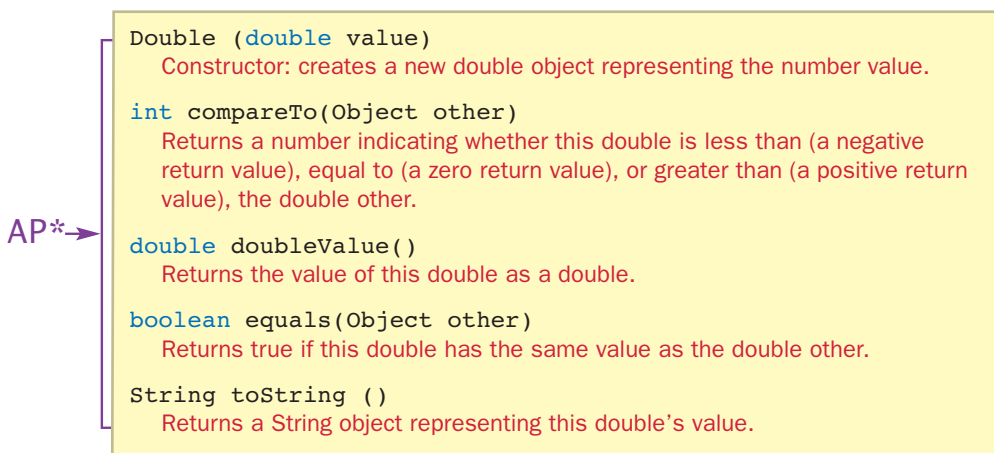 Double (double value)
Constructor: creates a new double object representing the number value.
int compareTo(Object other)
Returns a number indicating whether this double is less than (a negative
return value), equal to (a zero return value), or greater than (a positive return
value), the double other.
AP*
double doubleValue()
Returns the value of this double as a double.
boolean equals(Object other)
Returns true if this double has the same value as the double other.
String toString ()
Returns a String object representing this double’s value.